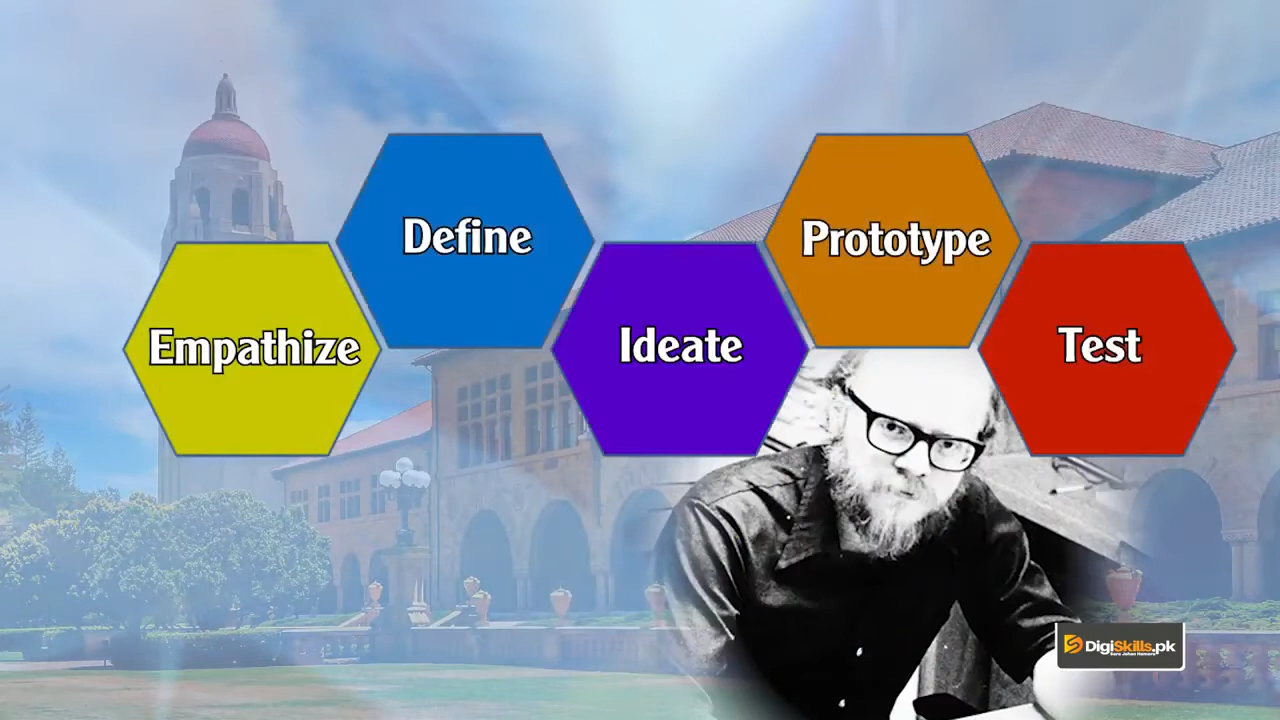 Empathize
Define
Ideate
Prototype
Test
DigiSkills.pk